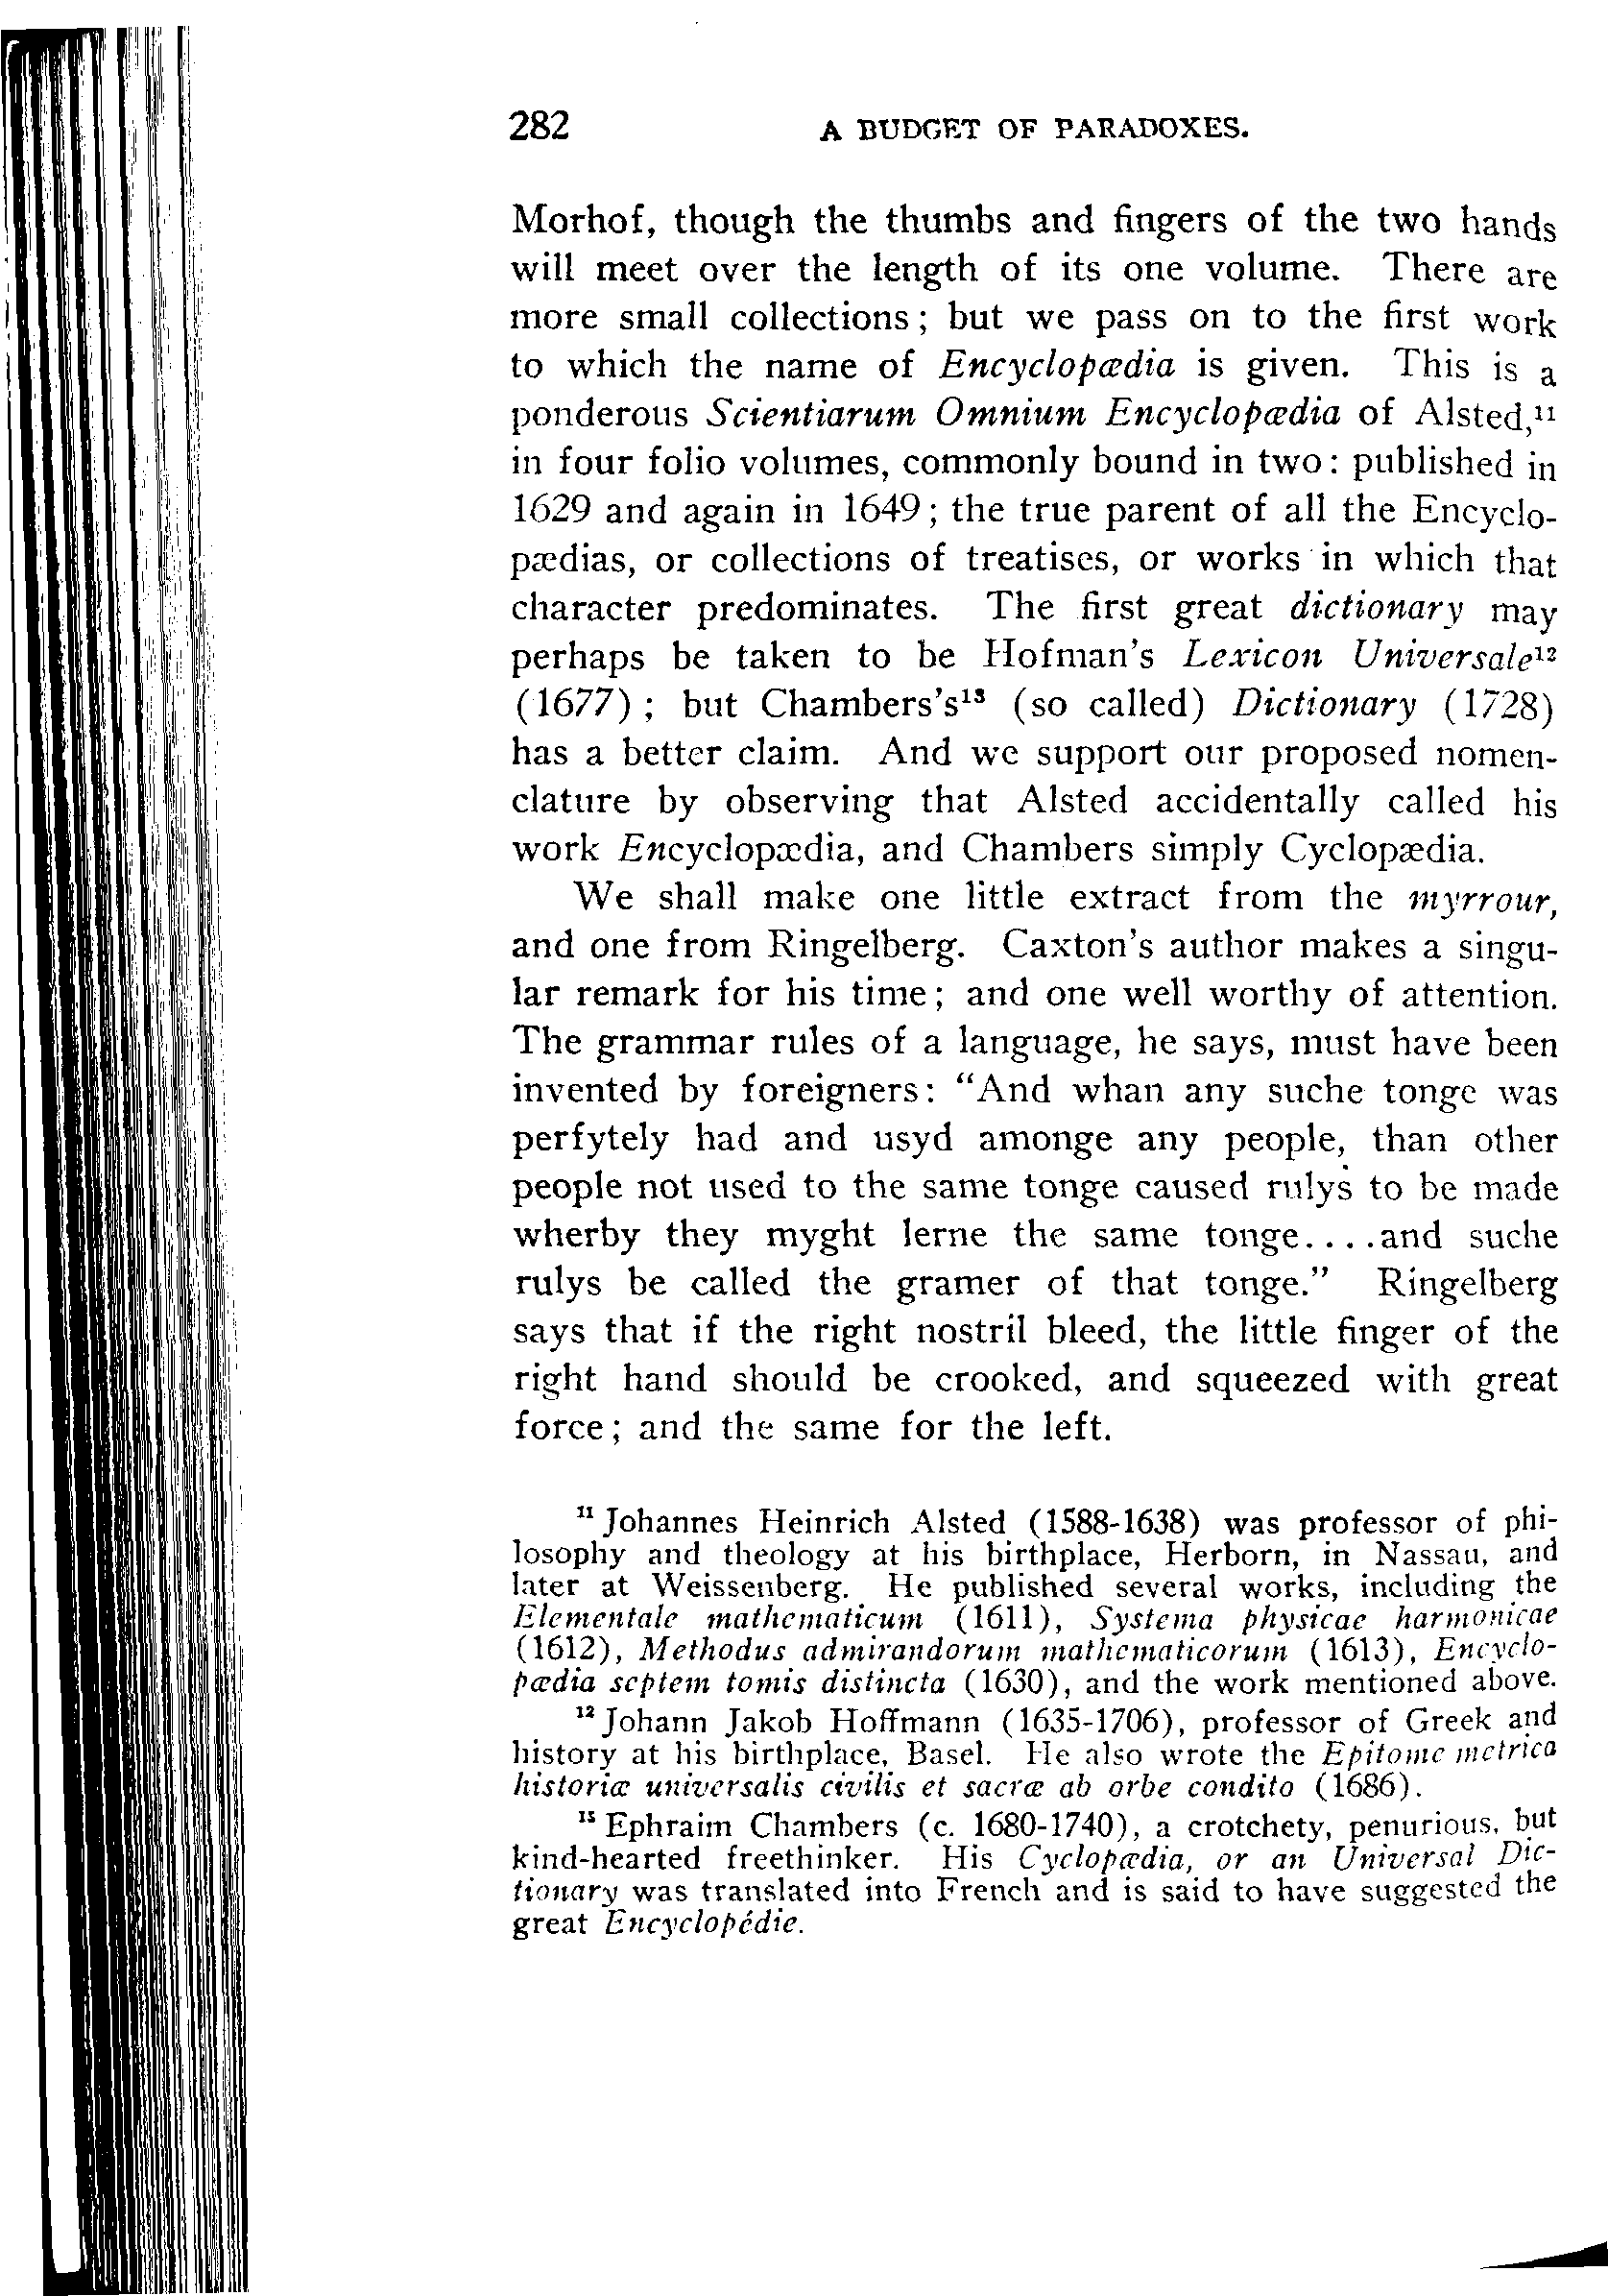 282 A BUDGET OF PARADOXES.
Morhof, though the thumbs and fingers of the two hands
will meet over the length of its one volume. There are
more small collections; but we pass on to the first work
to which the name of Encyclopædia is given. This is a
ponderous Scientiarum Omnium Encyclopædia of Alsted,¹¹
in four folio volumes, commonly bound in two: published in
1629 and again in 1649; the true parent of all the Encyclo-
pædias, or collections of treatises, or works in which that
character predominates. The first great dictionary may
perhaps be taken to be Hofman's Lexicon Universale¹²
(1677); but Chambers's¹³ (so called) Dictionary (1728)
has a better claim. And we support our proposed nomen-
clature by observing that Alsted accidentally called his
work Encyclopædia, and Chambers simply Cyclopædia.
We shall make one little extract from the myrrour,
and one from Ringelberg. Caxton's author makes a singu-
lar remark for his time; and one well worthy of attention.
The grammar rules of a language, he says, must have been
invented by foreigners: "And whan any suche tonge was
perfytely had and usyd amonge any people, than other
people not used to the same tonge caused rulys to be made
wherby they myght lerne the same tonge....and suche
rulys be called the gramer of that tonge." Ringelberg
says that if the right nostril bleed, the little finger of the
right hand should be crooked, and squeezed with great
force; and the same for the left.
¹¹ Johannes Heinrich Alsted (1588-1638) was professor of phi-
losophy and theology at his birthplace, Herborn, in Nassau, and
later at Weissenberg. He published several works, including the
Elementale mathematicum (1611), Systema physicae harmonicae
(1612), Methodus admirandorum mathematicorum (1613), Encyclo-
pædia septem tomis distincta (1630), and the work mentioned above.
¹² Johann Jakob Hoffmann (1635-1706), professor of Greek and
history at his birthplace, Basel. He also wrote the Epitome metrica
historiæ universalis civilis et sacræ ab orbe condito (1686).
¹³ Ephraim Chambers (c. 1680-1740), a crotchety, penurious, but
kind-hearted freethinker. His Cyclopædia, or an Universal Dic-
tionary was translated into French and is said to have suggested the
great Encyclopédie.